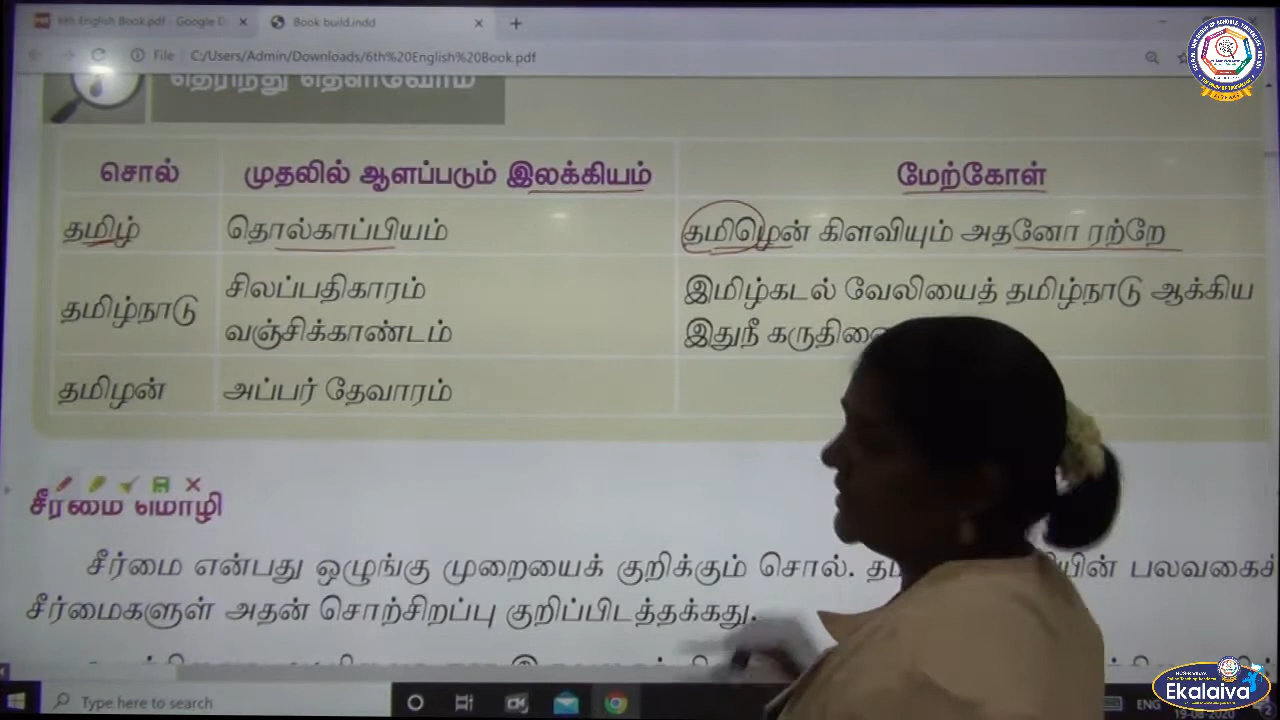 6th English Book.pdf - Google D
Book build.indd
File
C:/Users/Admin/Downloads/6th%20English%20Book.pdf
தெரிந்து தெளிவோம்
சொல் முதலில் ஆளப்படும் இலக்கியம் மேற்கோள்
தமிழ் தொல்காப்பியம் தமிழென் கிளவியும் அதனோ ரற்றே
தமிழ்நாடு சிலப்பதிகாரம் இமிழ்கடல் வேலியைத் தமிழ்நாடு ஆக்கிய
வஞ்சிக்காண்டம் இதுநீ
தமிழன் அப்பர் தேவாரம்
சீர்மை மொழி
சீர்மை என்பது ஒழுங்கு முறையைக் குறிக்கும் சொல். பலவகைச்
சீர்மைகளுள் அதன் சொற்சிறப்பு குறிப்பிடத்தக்கது.
Type here to search
ENG
19-08-2020
Ekalaiva